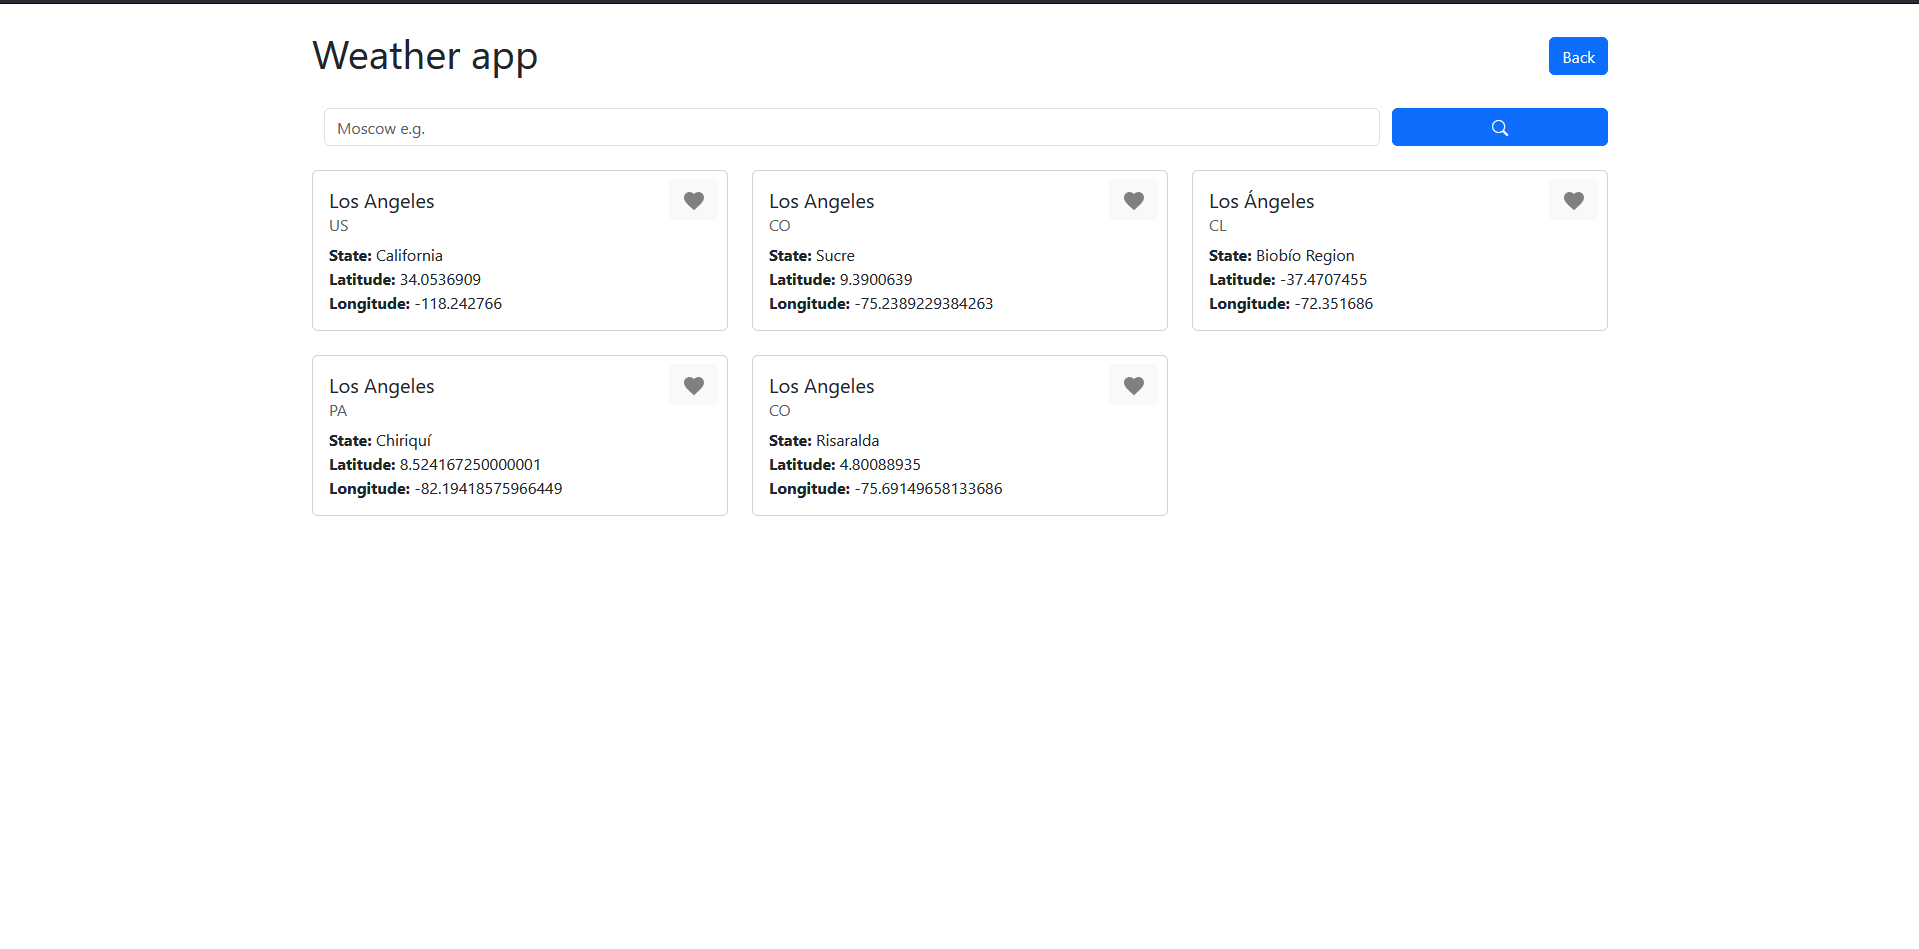 Weather app
Back
Moscow e.g.
Los Angeles
US
State: California
Latitude: 34.0536909
Longitude: -118.242766
Los Angeles
CO
State: Sucre
Latitude: 9.3900639
Longitude: -75.2389229384263
Los Ángeles
CL
State: Biobío Region
Latitude: -37.4707455
Longitude: -72.351686
Los Angeles
PA
State: Chiriquí
Latitude: 8.524167250000001
Longitude: -82.19418575966449
Los Angeles
CO
State: Risaralda
Latitude: 4.80088935
Longitude: -75.69149658133686